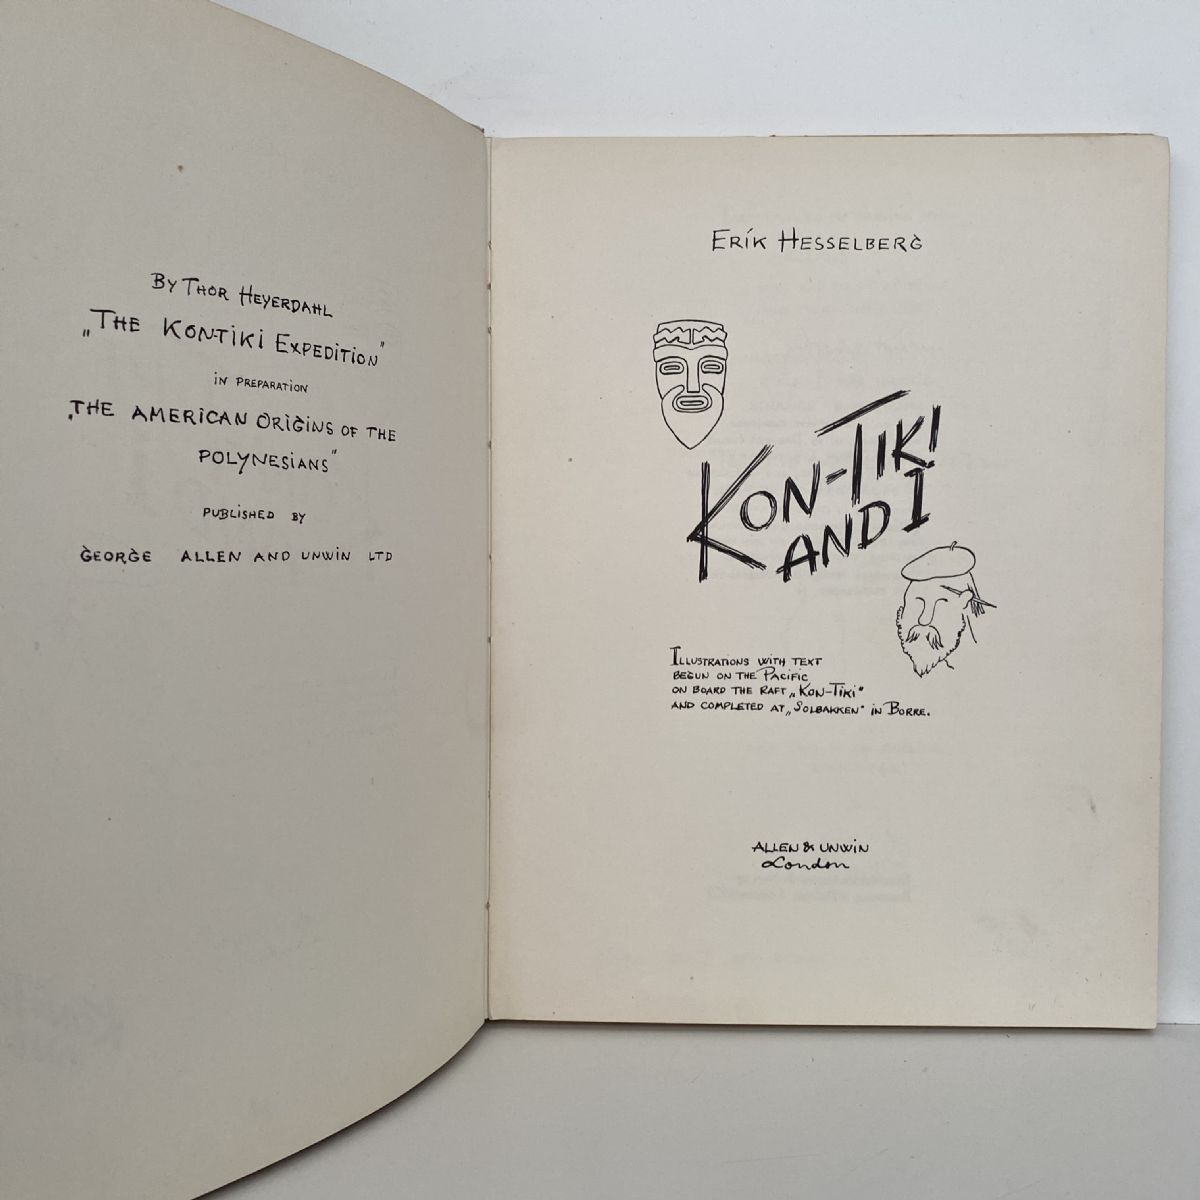 By Thor Heyerdahl
„The Kon-Tiki Expedition"
in preparation
„The American Origins of the
Polynesians"
Published by
George Allen and Unwin Ltd
Erik Hesselberg
Kon-Tiki
and I
Illustrations with text
begun on the Pacific
on board the raft „Kon-Tiki"
and completed at „Solbakken" in Borre.
Allen & Unwin
London